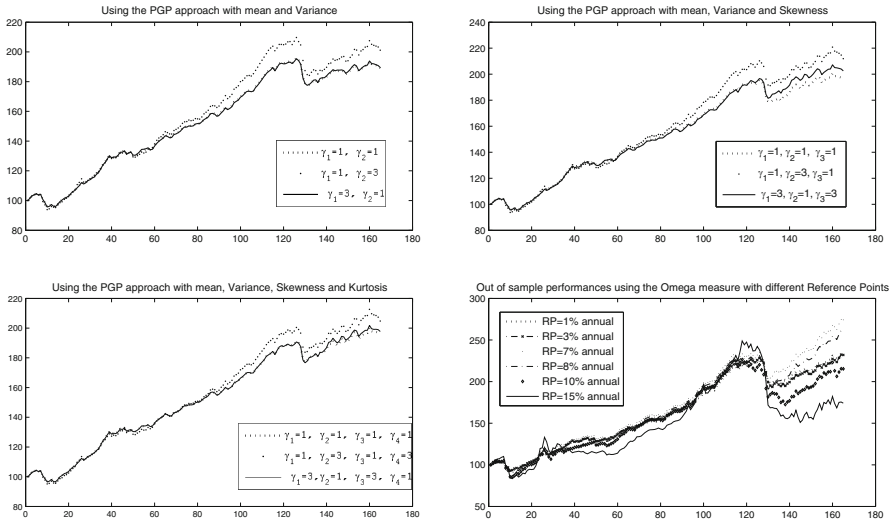 Using the PGP approach with mean and Variance
220
200
180
160
140
120
100
80
0 20 40 60 80 100 120 140 160 180
γ1=1, γ2=1
γ1=1, γ2=3
γ1=3, γ2=1
Using the PGP approach with mean, Variance and Skewness
240
220
200
180
160
140
120
100
80
0 20 40 60 80 100 120 140 160 180
γ1=1, γ2=1, γ3=1
γ1=1, γ2=3, γ3=1
γ1=3, γ2=1, γ3=3
Using the PGP approach with mean, Variance, Skewness and Kurtosis
220
200
180
160
140
120
100
80
0 20 40 60 80 100 120 140 160 180
γ1=1, γ2=1, γ3=1, γ4=1
γ1=1, γ2=3, γ3=1, γ4=3
γ1=3,γ2=1, γ3=3, γ4=1
Out of sample performances using the Omega measure with different Reference Points
300
250
200
150
100
50
0 20 40 60 80 100 120 140 160 180
RP=1% annual
RP=3% annual
RP=7% annual
RP=8% annual
RP=10% annual
RP=15% annual